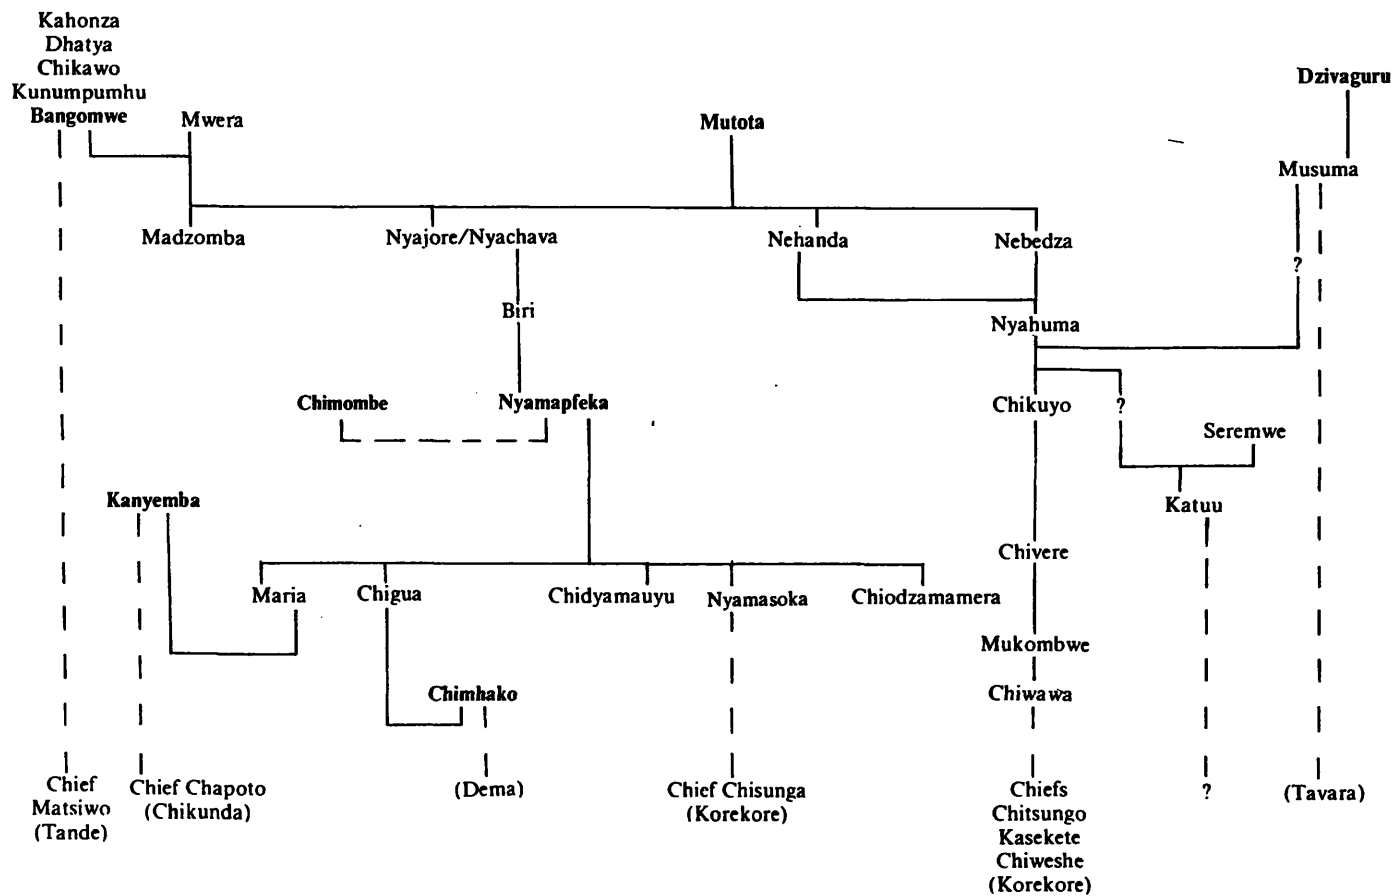 Kahonza
Dhatya
Chikawo
Kunumpumhu
Bangomwe
Mwera
Mutota
Dzivaguru
Musuma
Madzomba
Nyajore/Nyachava
Nehanda
Nebedza
?
Biri
Nyahuma
Chimombe
Nyamapfeka
Chikuyo
?
Seremwe
Kanyemba
Katuu
Chivere
Maria
Chigua
Chidyamauyu
Nyamasoka
Chiodzamamera
Mukombwe
Chimhako
Chiwawa
Chief
Matsiwo
(Tande)
Chief Chapoto
(Chikunda)
(Dema)
Chief Chisunga
(Korekore)
Chiefs
Chitsungo
Kasekete
Chiweshe
(Korekore)
?
(Tavara)